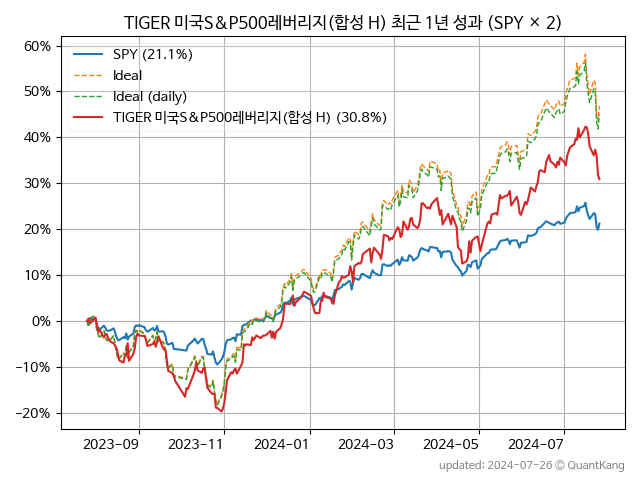 TIGER 미국S&P500레버리지(합성 H) 최근 1년 성과 (SPY × 2)
60%
50%
40%
30%
20%
10%
0%
−10%
−20%
SPY (21.1%)
Ideal
Ideal (daily)
TIGER 미국S&P500레버리지(합성 H) (30.8%)
2023-09
2023-11
2024-01
2024-03
2024-05
2024-07
updated: 2024-07-26 © QuantKang